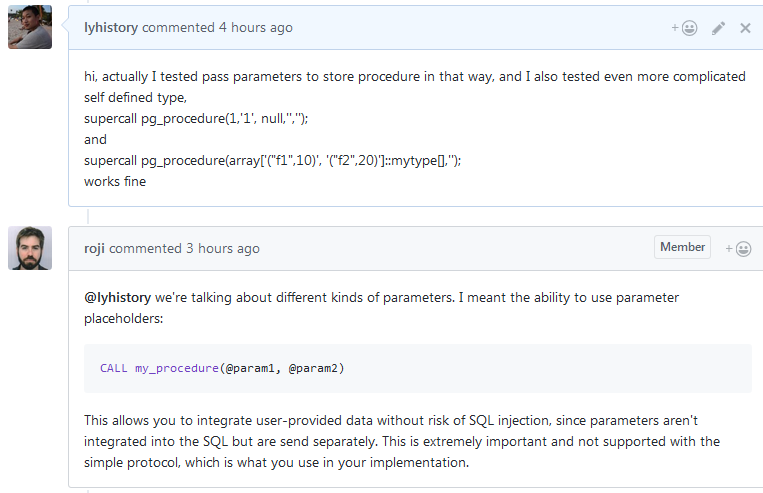 lyhistory commented 4 hours ago
hi, actually I tested pass parameters to store procedure in that way, and I also tested even more complicated
self defined type,
supercall pg_procedure(1,'1', null,'','');
and
supercall pg_procedure(array['("f1",10)', '("f2",20)']::mytype[],'');
works fine
roji commented 3 hours ago
Member
@lyhistory we're talking about different kinds of parameters. I meant the ability to use parameter
placeholders:
CALL my_procedure(@param1, @param2)
This allows you to integrate user-provided data without risk of SQL injection, since parameters aren't
integrated into the SQL but are send separately. This is extremely important and not supported with the
simple protocol, which is what you use in your implementation.